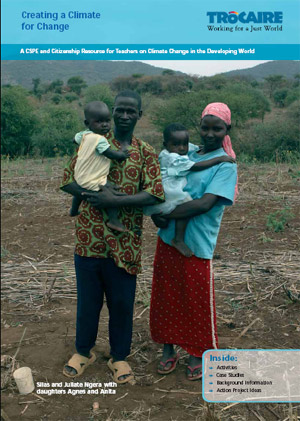 Creating a Climate
for Change
TRÓCAIRE
Working for a Just World
A CSPE and Citizenship Resource for Teachers on Climate Change in the Developing World
Silas and Juliate Ngera with
daughters Agnes and Anita
Inside:
Activities
Case Studies
Background Information
Action Project Ideas